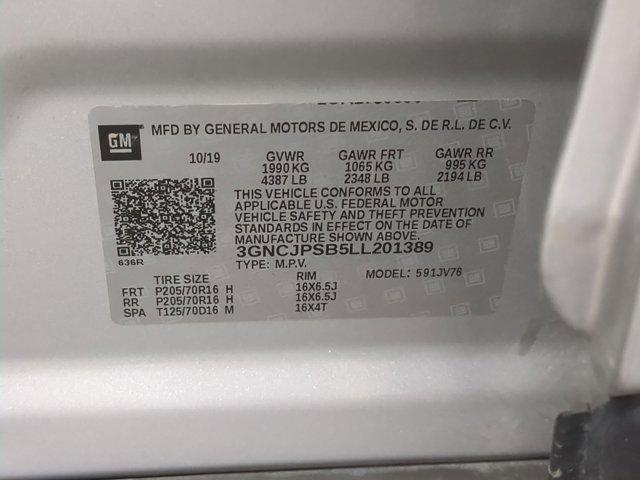 GM MFD BY GENERAL MOTORS DE MEXICO, S. DE R.L. DE C.V.
10/19 GVWR GAWR FRT GAWR RR
1990 KG 1065 KG 995 KG
4387 LB 2348 LB 2194 LB
THIS VEHICLE CONFORMS TO ALL
APPLICABLE U.S. FEDERAL MOTOR
VEHICLE SAFETY AND THEFT PREVENTION
STANDARDS IN EFFECT ON THE DATE OF
MANUFACTURE SHOWN ABOVE.
636R 3GNCJPSB5LL201389
TYPE: M.P.V. MODEL: 591JV76
TIRE SIZE RIM
FRT P205/70R16 H 16X6.5J
RR P205/70R16 H 16X6.5J
SPA T125/70D16 M 16X4T